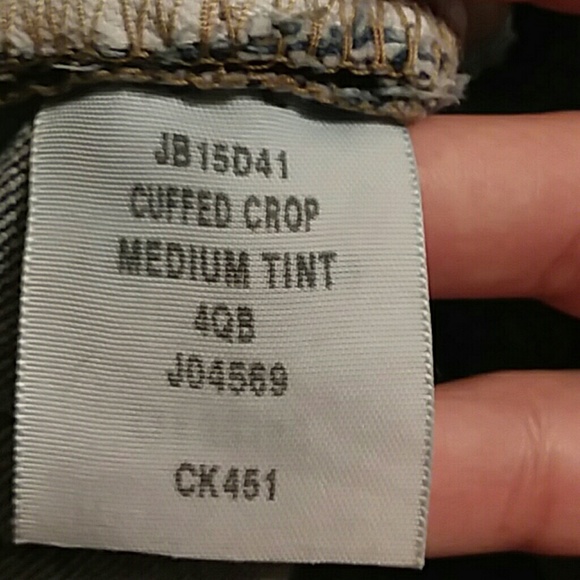 JB15D41
CUFFED CROP
MEDIUM TINT
4QB
J04569
CK451